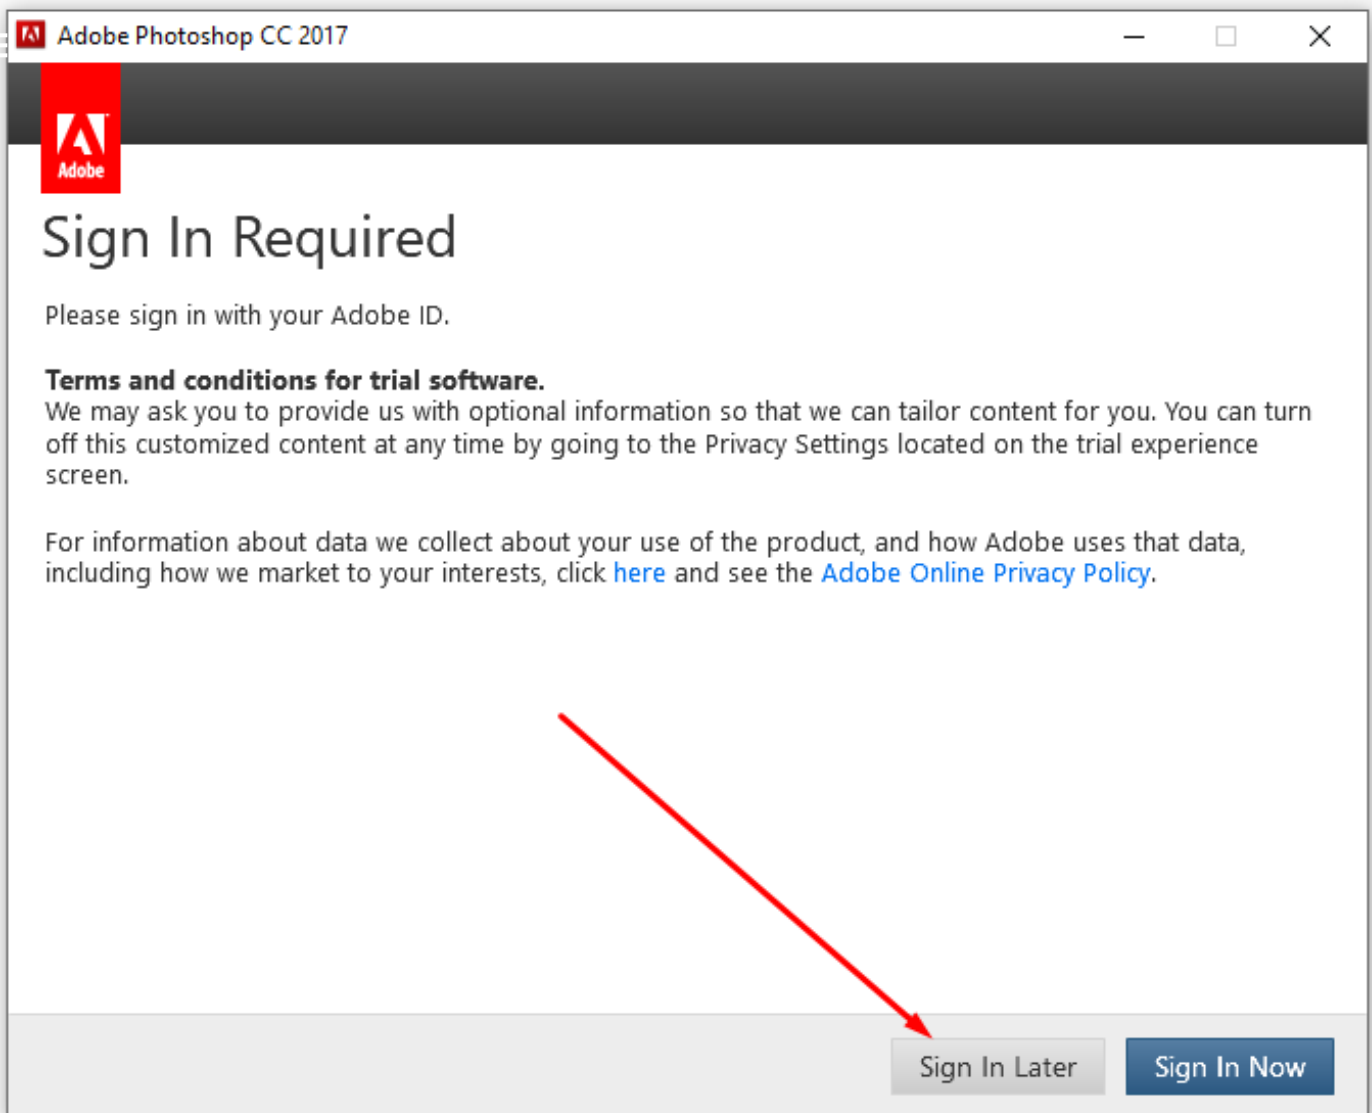 Adobe Photoshop CC 2017
Adobe
Sign In Required
Please sign in with your Adobe ID.
Terms and conditions for trial software.
We may ask you to provide us with optional information so that we can tailor content for you. You can turn
off this customized content at any time by going to the Privacy Settings located on the trial experience
screen.
For information about data we collect about your use of the product, and how Adobe uses that data,
including how we market to your interests, click here and see the Adobe Online Privacy Policy.
Sign In Later
Sign In Now